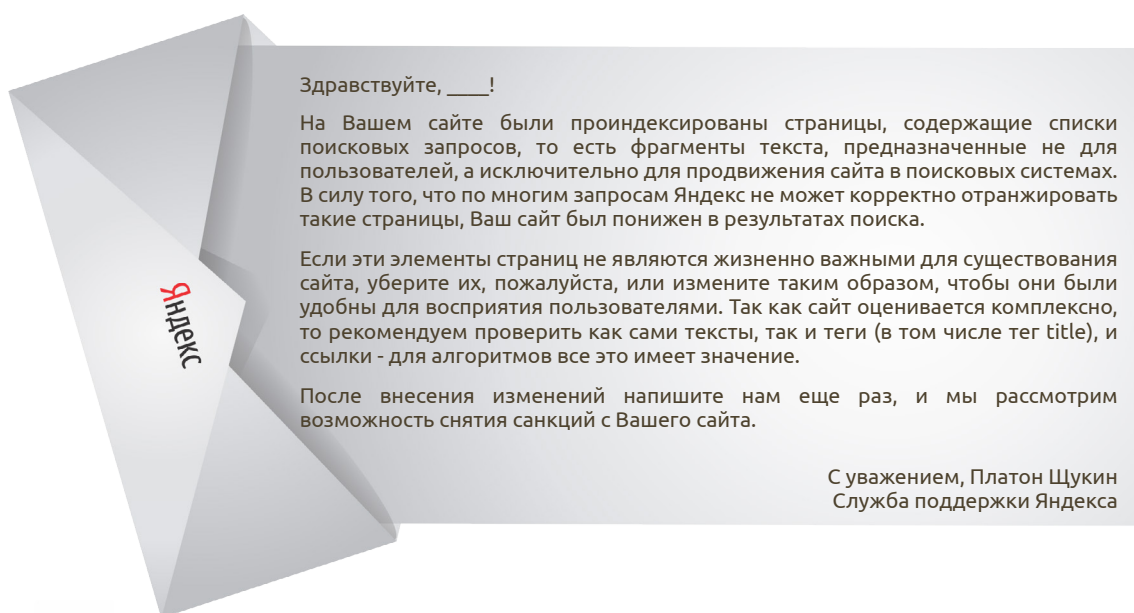 Здравствуйте, ____!
На Вашем сайте были проиндексированы страницы, содержащие списки
поисковых запросов, то есть фрагменты текста, предназначенные не для
пользователей, а исключительно для продвижения сайта в поисковых системах.
В силу того, что по многим запросам Яндекс не может корректно отранжировать
такие страницы, Ваш сайт был понижен в результатах поиска.
Если эти элементы страниц не являются жизненно важными для существования
сайта, уберите их, пожалуйста, или измените таким образом, чтобы они были
удобны для восприятия пользователями. Так как сайт оценивается комплексно,
то рекомендуем проверить как сами тексты, так и теги (в том числе тег title), и
ссылки - для алгоритмов все это имеет значение.
После внесения изменений напишите нам еще раз, и мы рассмотрим
возможность снятия санкций с Вашего сайта.
С уважением, Платон Щукин
Служба поддержки Яндекса
Яндекс